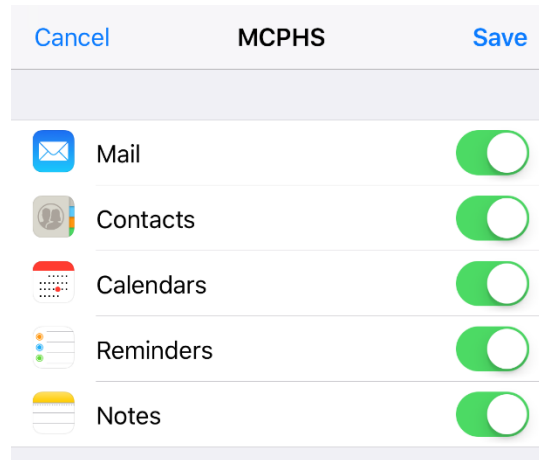 Cancel MCPHS Save
Mail
Contacts
Calendars
Reminders
Notes